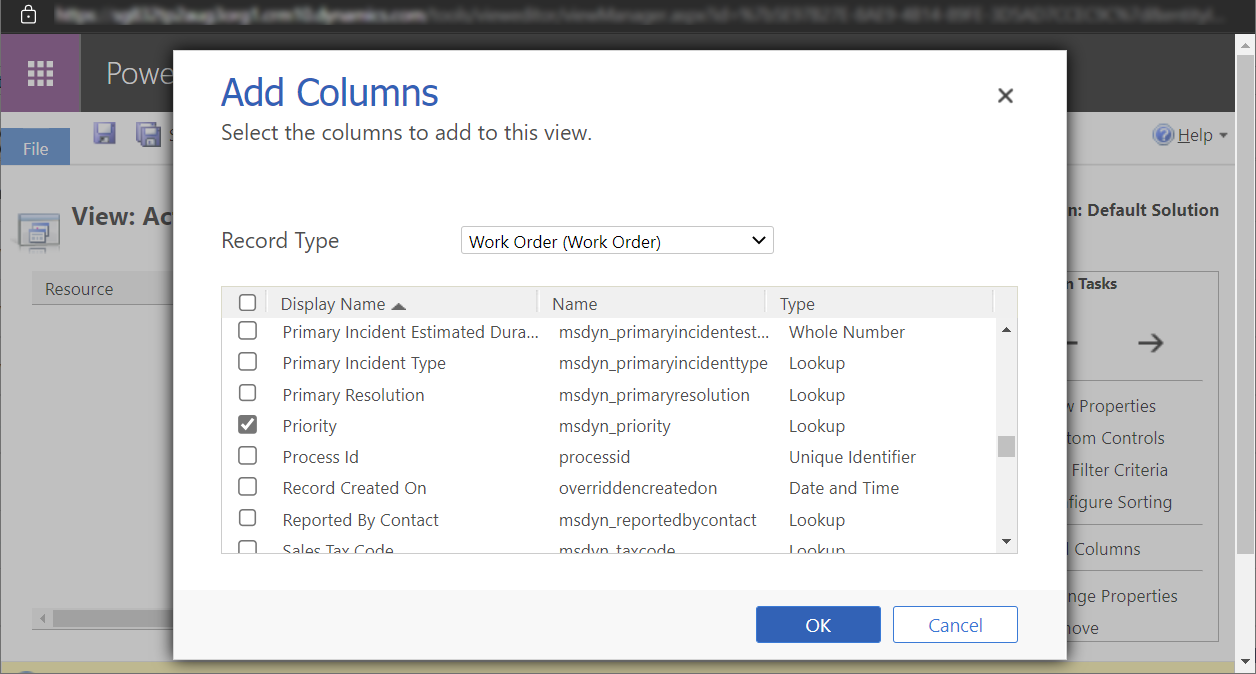 Powe
File
Help
View: Ac
n: Default Solution
Resource
n Tasks
w Properties
tom Controls
Filter Criteria
figure Sorting
Columns
nge Properties
ove
Add Columns
Select the columns to add to this view.
Record Type
Work Order (Work Order)
Display Name Name Type
Primary Incident Estimated Dura... msdyn_primaryincidentest... Whole Number
Primary Incident Type msdyn_primaryincidenttype Lookup
Primary Resolution msdyn_primaryresolution Lookup
Priority msdyn_priority Lookup
Process Id processid Unique Identifier
Record Created On overriddencreatedon Date and Time
Reported By Contact msdyn_reportedbycontact Lookup
Sales Tax Code msdyn_taxcode Lookup
OK Cancel